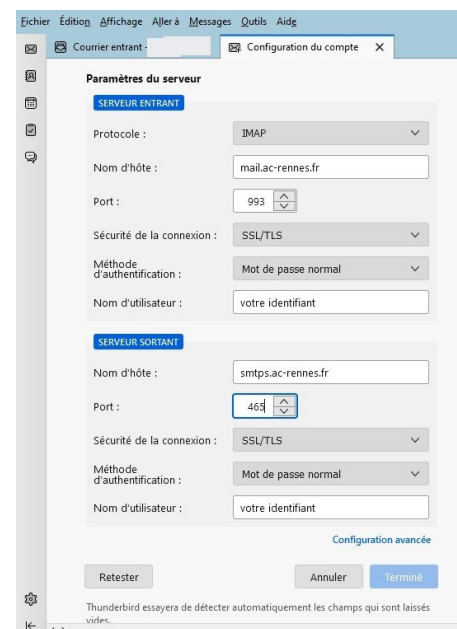 Fichier Édition Affichage Aller à Messages Outils Aide
Courrier entrant - Configuration du compte
Paramètres du serveur
SERVEUR ENTRANT
Protocole : IMAP
Nom d'hôte : mail.ac-rennes.fr
Port : 993
Sécurité de la connexion : SSL/TLS
Méthode
d'authentification : Mot de passe normal
Nom d'utilisateur : votre identifiant
SERVEUR SORTANT
Nom d'hôte : smtps.ac-rennes.fr
Port : 465
Sécurité de la connexion : SSL/TLS
Méthode
d'authentification : Mot de passe normal
Nom d'utilisateur : votre identifiant
Configuration avancée
Retester Annuler Terminé
Thunderbird essayera de détecter automatiquement les champs qui sont laissés
vides.